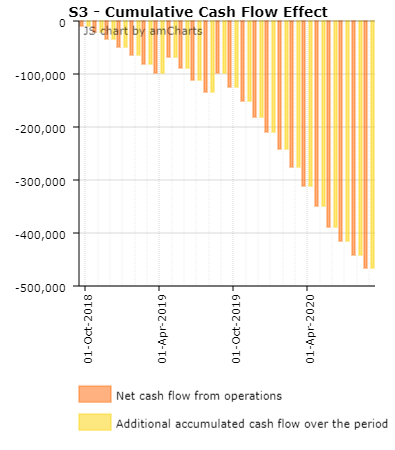 S3 - Cumulative Cash Flow Effect
JS chart by amCharts
0
-100,000
-200,000
-300,000
-400,000
-500,000
01-Oct-2018
01-Apr-2019
01-Oct-2019
01-Apr-2020
Net cash flow from operations
Additional accumulated cash flow over the period